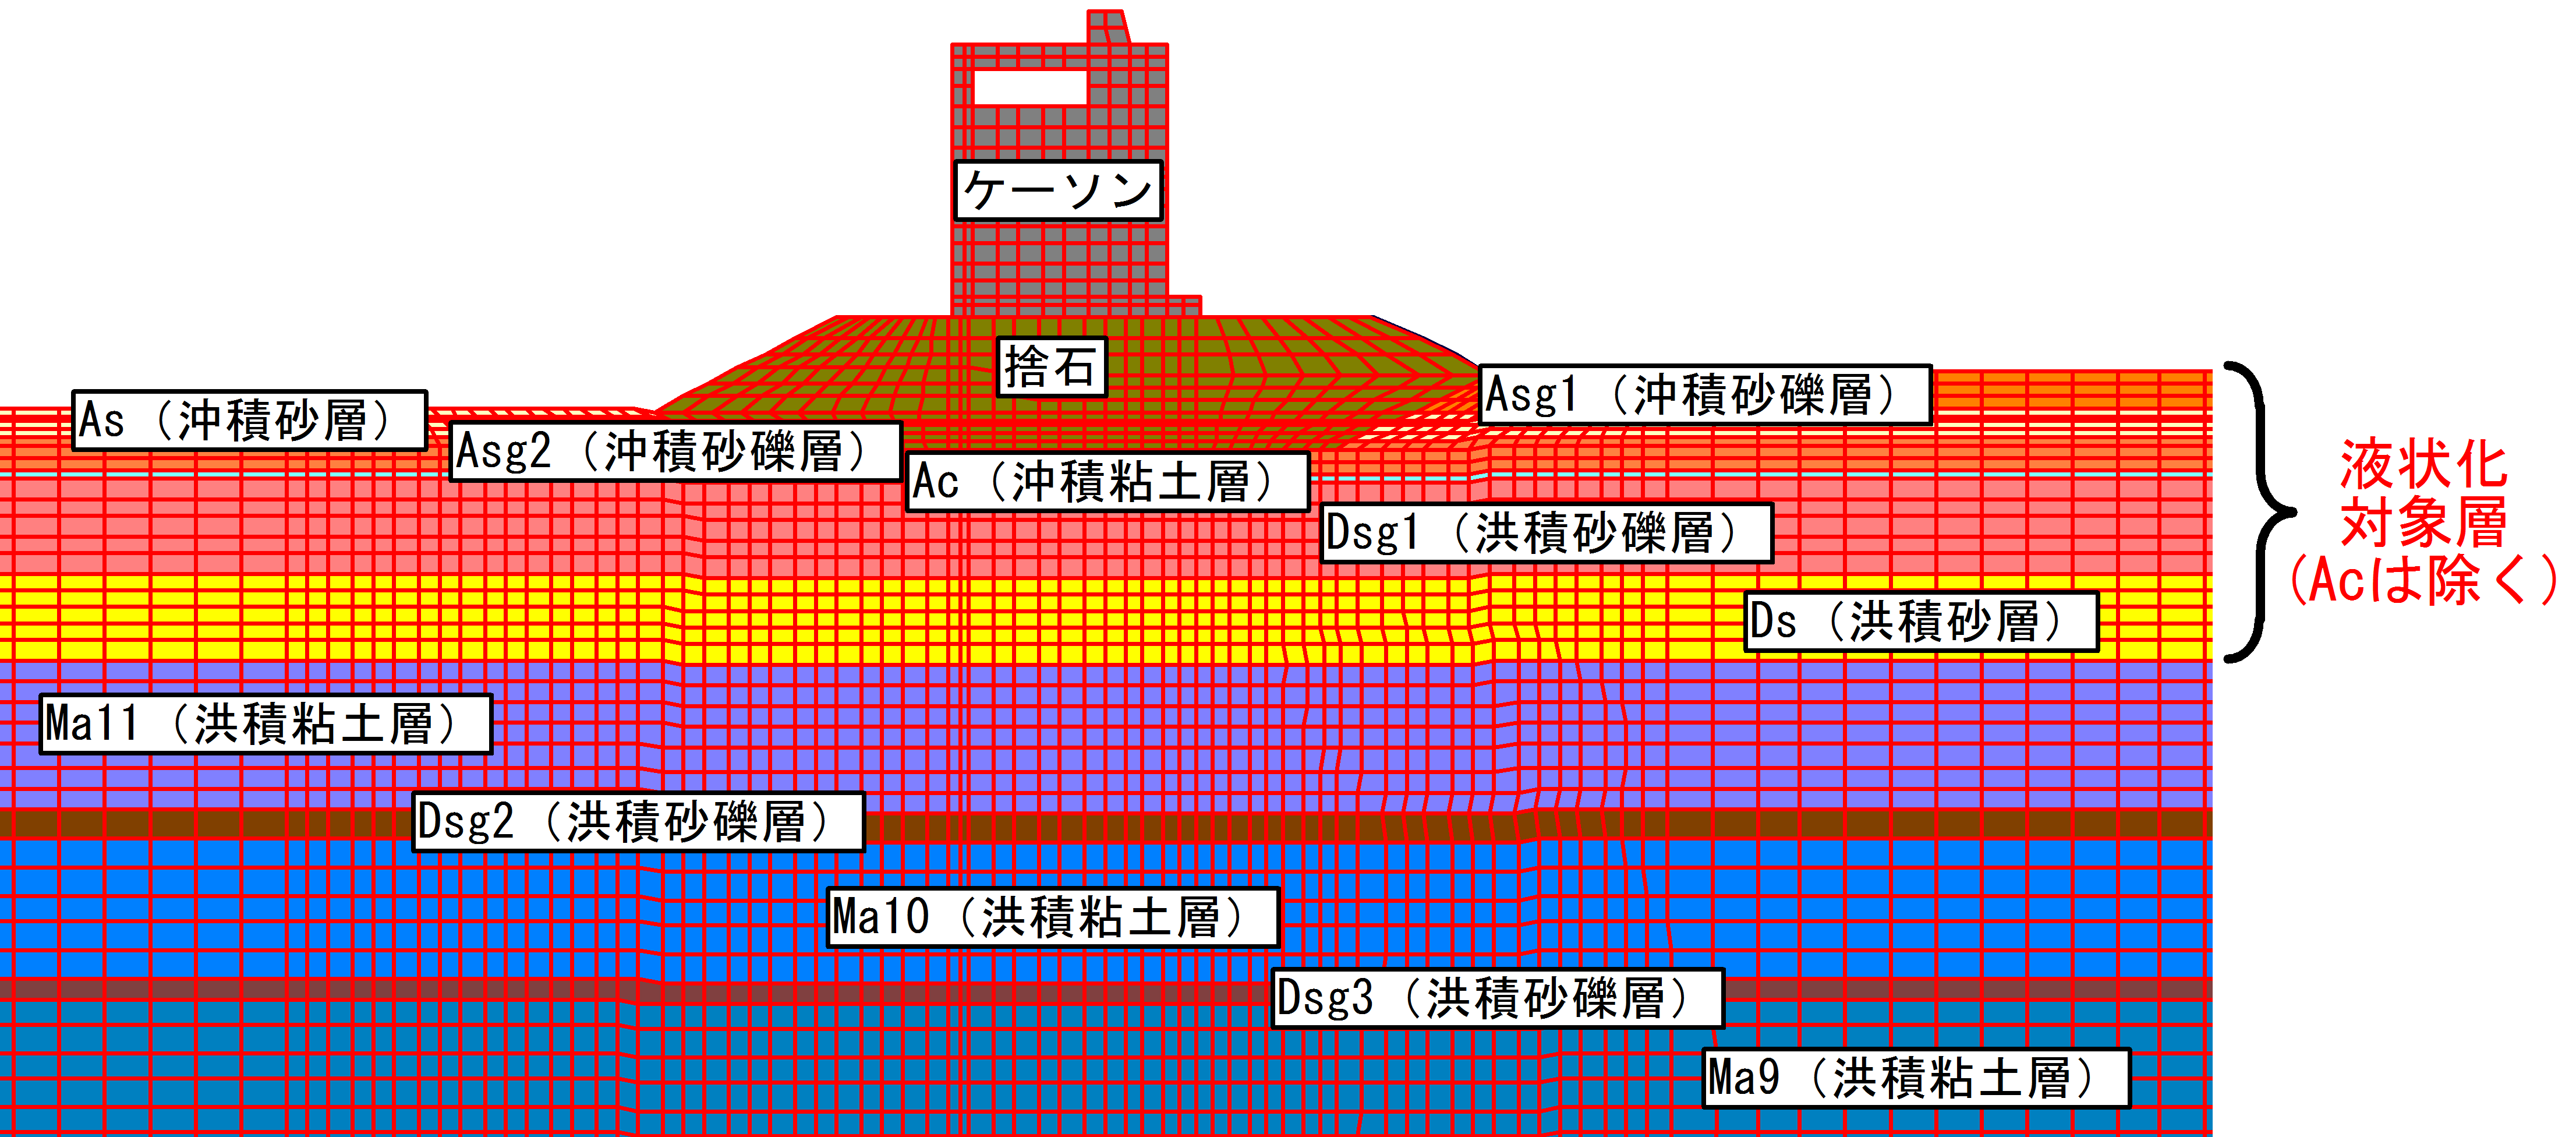 ケーソン
捨石
As（沖積砂層）
Asg2（沖積砂礫層）
Ac（沖積粘土層）
Asg1（沖積砂礫層）
Dsg1（洪積砂礫層）
Ds（洪積砂層）
液状化
対象層
(Acは除く)
Ma11（洪積粘土層）
Dsg2（洪積砂礫層）
Ma10（洪積粘土層）
Dsg3（洪積砂礫層）
Ma9（洪積粘土層）